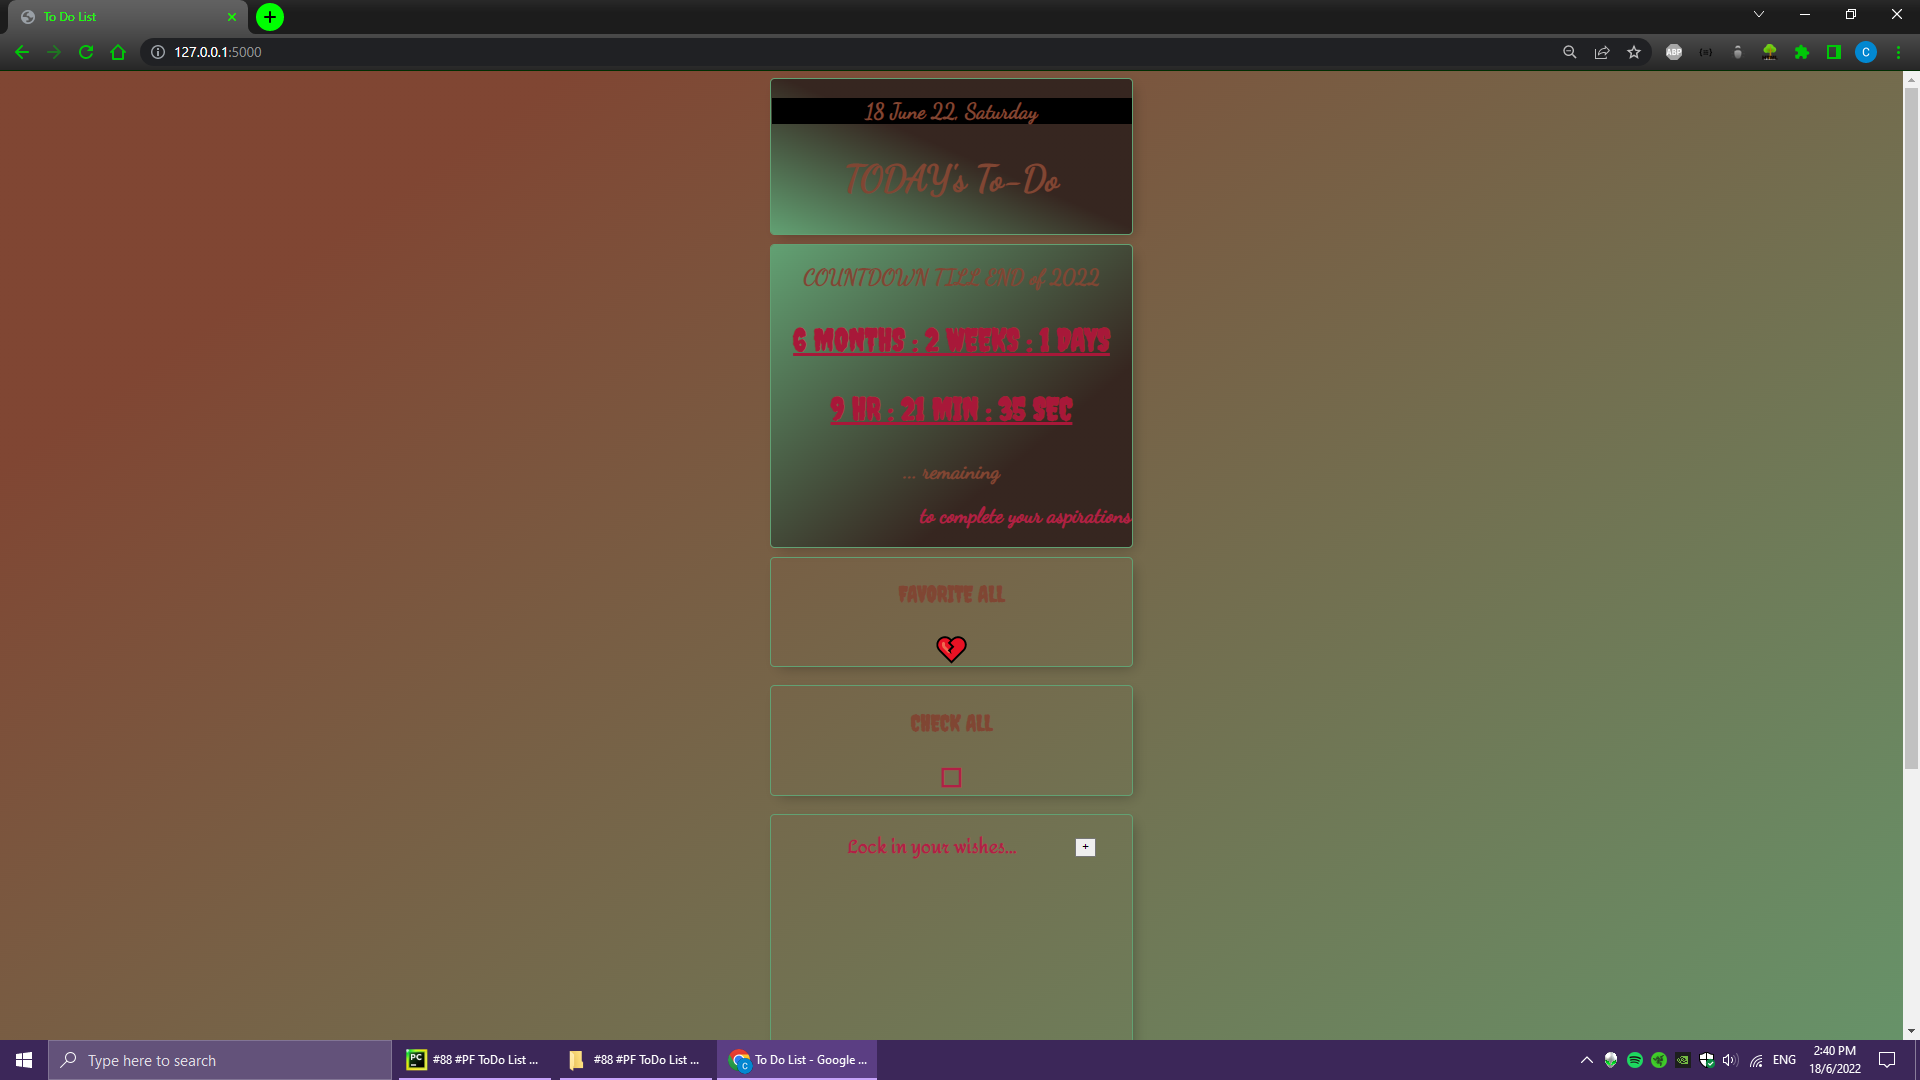 To Do List
127.0.0.1:5000
ABP
C
18 June 22, Saturday
TODAY's To-Do
COUNTDOWN TILL END of 2022
6 MONTHS : 2 WEEKS : 1 DAYS
9 HR : 21 MIN : 35 SEC
... remaining
to complete your aspirations
FAVORITE ALL
CHECK ALL
Lock in your wishes...
+
Type here to search
PC
#88 #PF ToDo List ...
#88 #PF ToDo List ...
C
To Do List - Google ...
ENG
2:40 PM
18/6/2022